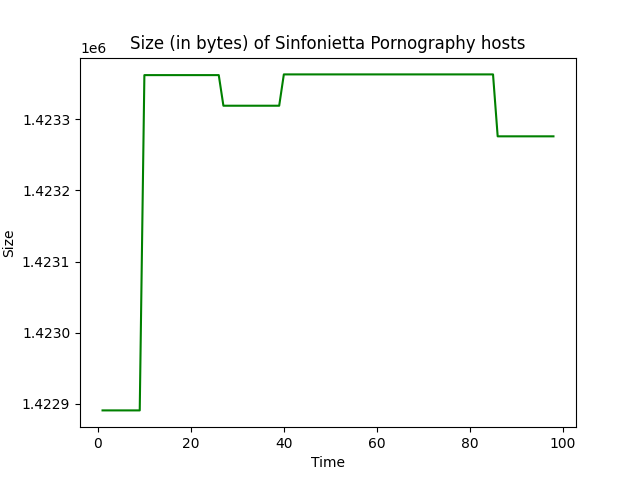 Size (in bytes) of Sinfonietta Pornography hosts
1e6
1.4233
1.4232
1.4231
1.4230
1.4229
Size
0 20 40 60 80 100
Time